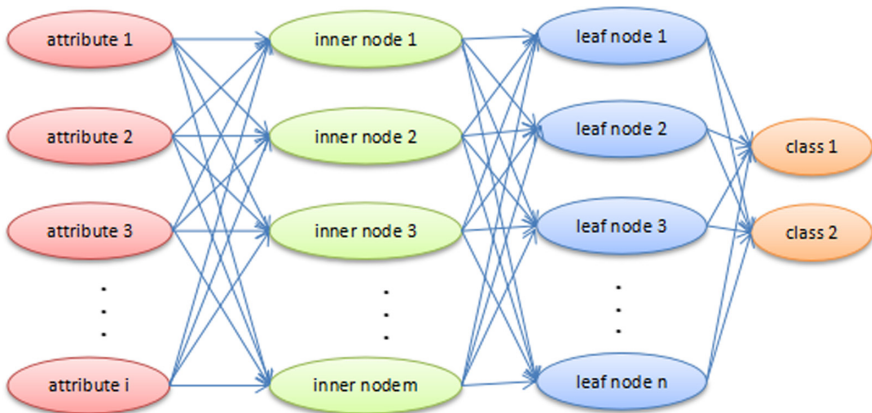 attribute 1
inner node 1
leaf node 1
attribute 2
inner node 2
leaf node 2
class 1
attribute 3
inner node 3
leaf node 3
class 2
attribute i
inner nodem
leaf node n